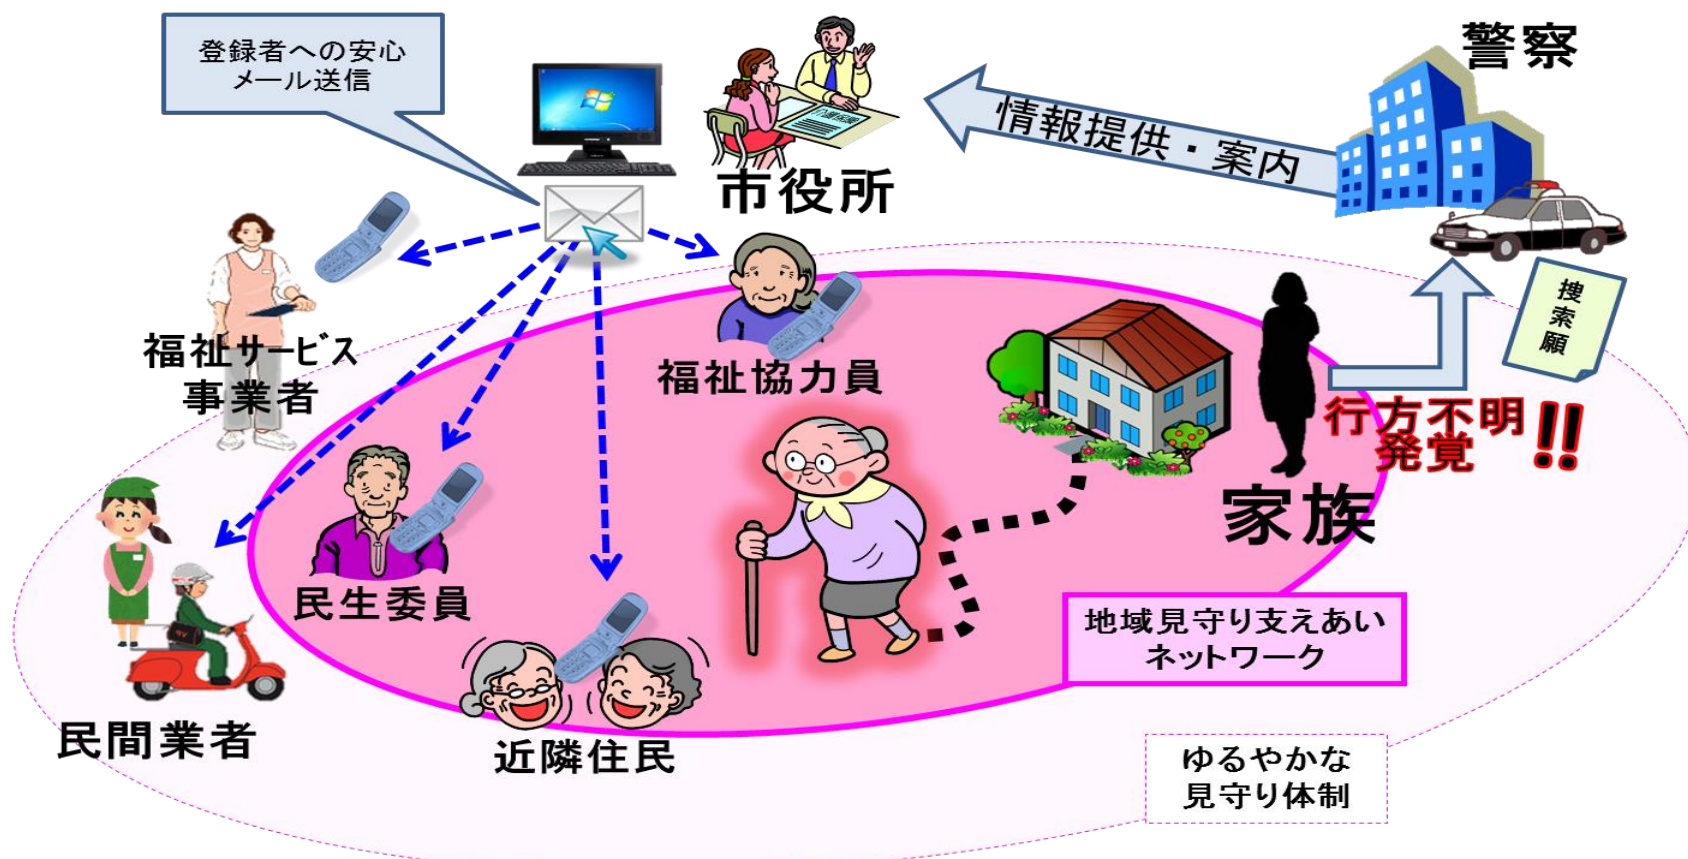 登録者への安心
メール送信
市役所
情報提供・案内
警察
捜索願
福祉サービス
事業者
福祉協力員
行方不明
発覚!!
家族
民生委員
地域見守り支えあい
ネットワーク
民間業者
近隣住民
ゆるやかな
見守り体制